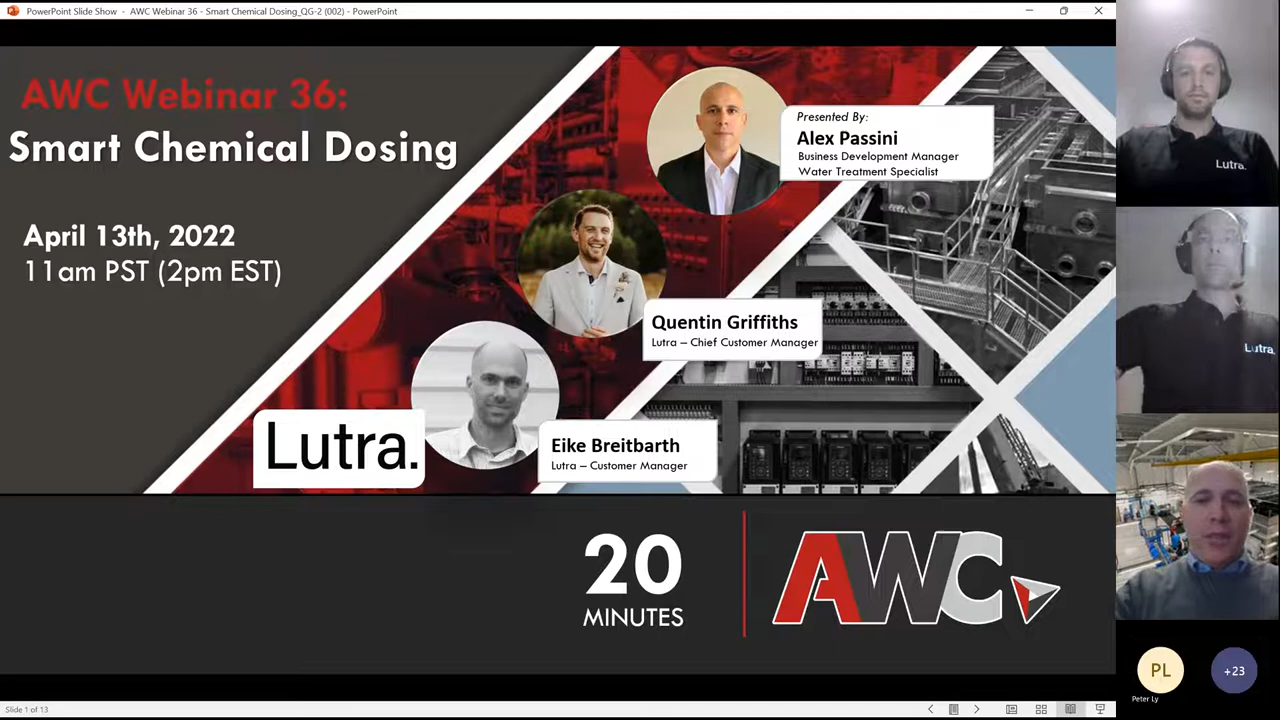 PowerPoint Slide Show - AWC Webinar 36 - Smart Chemical Dosing_QG-2 (002) - PowerPoint
AWC Webinar 36:
Smart Chemical Dosing
April 13th, 2022
11am PST (2pm EST)
Presented By:
Alex Passini
Business Development Manager
Water Treatment Specialist
Quentin Griffiths
Lutra – Chief Customer Manager
Eike Breitbarth
Lutra – Customer Manager
Lutra.
20
MINUTES
AWC
Lutra.
Lutra.
PL
Peter Ly
+23
Slide 1 of 13